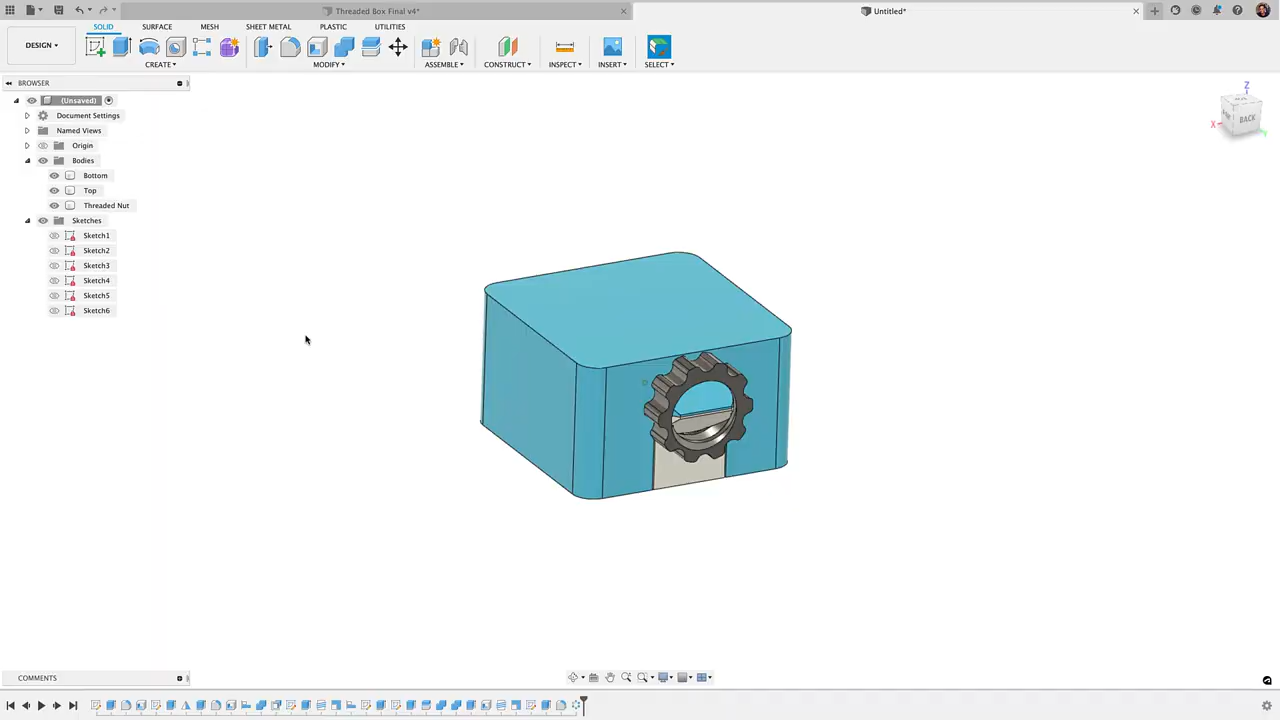 Threaded Box Final v4*
Untitled*
SOLID SURFACE MESH SHEET METAL PLASTIC UTILITIES
DESIGN
CREATE MODIFY ASSEMBLE CONSTRUCT INSPECT INSERT SELECT
BROWSER
(Unsaved)
Document Settings
Named Views
Origin
Bodies
Bottom
Top
Threaded Nut
Sketches
Sketch1
Sketch2
Sketch3
Sketch4
Sketch5
Sketch6
Z
X
BACK
COMMENTS